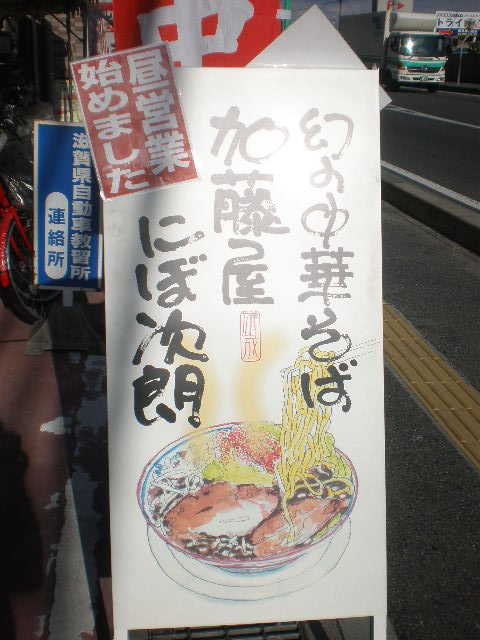 幻の中華そば
加藤屋
にぼ次朗
昼営業
始めました
滋賀県自動車教習所
連絡所
中